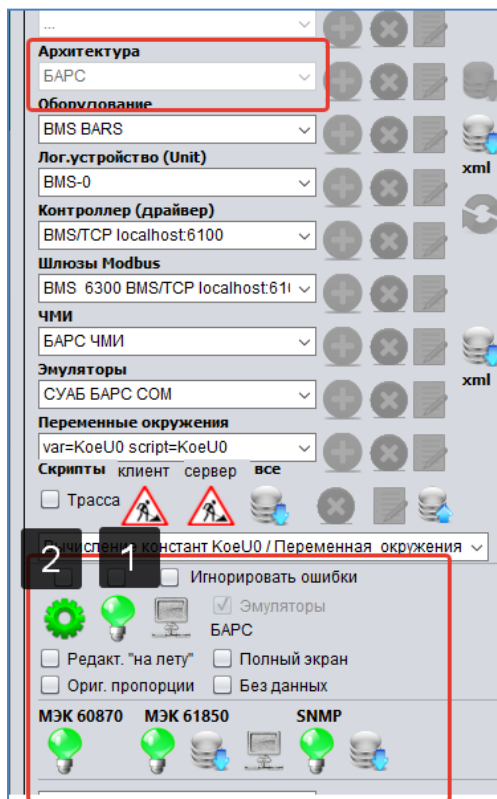 ...
Архитектура
БАРС
Оборудование
BMS BARS
Лог.устройство (Unit)
xml
BMS-0
Контроллер (драйвер)
BMS/TCP localhost:6100
Шлюзы Modbus
BMS 6300 BMS/TCP localhost:61
ЧМИ
БАРС ЧМИ
Эмуляторы
xml
СУАБ БАРС COM
Переменные окружения
var=KoeU0 script=KoeU0
Скрипты клиент сервер все
Трасса
Вычисление констант KoeU0 / Переменная окружения
2 1
Игнорировать ошибки
Эмуляторы
БАРС
Редакт. "на лету" Полный экран
Ориг. пропорции Без данных
МЭК 60870 МЭК 61850 SNMP